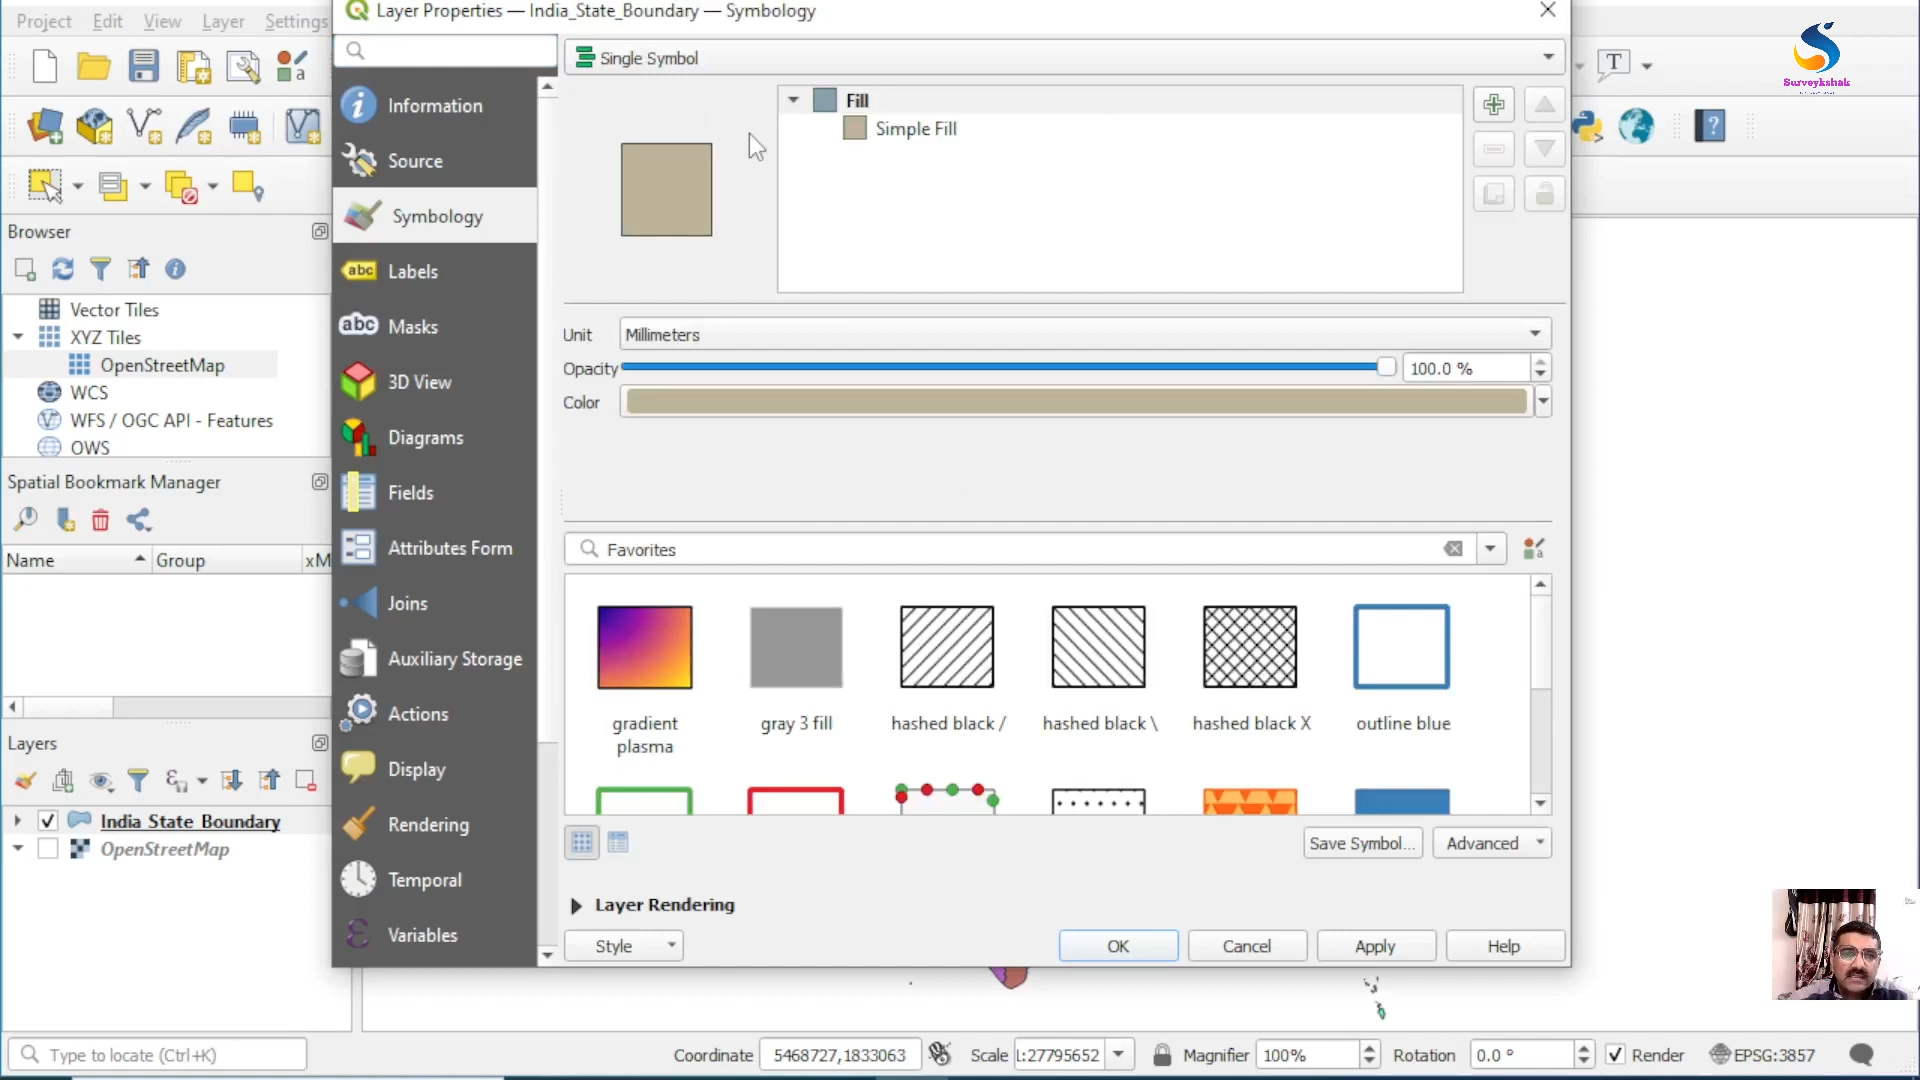 Project Edit View Layer Settings
Layer Properties — India_State_Boundary — Symbology
Surveykshak
Single Symbol
T
a
Information
Source
Symbology
Labels
Masks
3D View
Diagrams
Fields
Attributes Form
Joins
Auxiliary Storage
Actions
Display
Rendering
Temporal
Variables
abc
abc
Fill
Simple Fill
Unit Millimeters
Opacity 100.0 %
Color
Favorites
a
gradient plasma
gray 3 fill
hashed black /
hashed black \
hashed black X
outline blue
Save Symbol...
Advanced
Layer Rendering
Style
OK
Cancel
Apply
Help
Browser
Vector Tiles
XYZ Tiles
OpenStreetMap
WCS
WFS / OGC API - Features
OWS
Spatial Bookmark Manager
Name Group xM
Layers
India State Boundary
OpenStreetMap
Type to locate (Ctrl+K)
Coordinate 5468727,1833063
Scale 1:27795652
Magnifier 100%
Rotation 0.0 °
Render
EPSG:3857